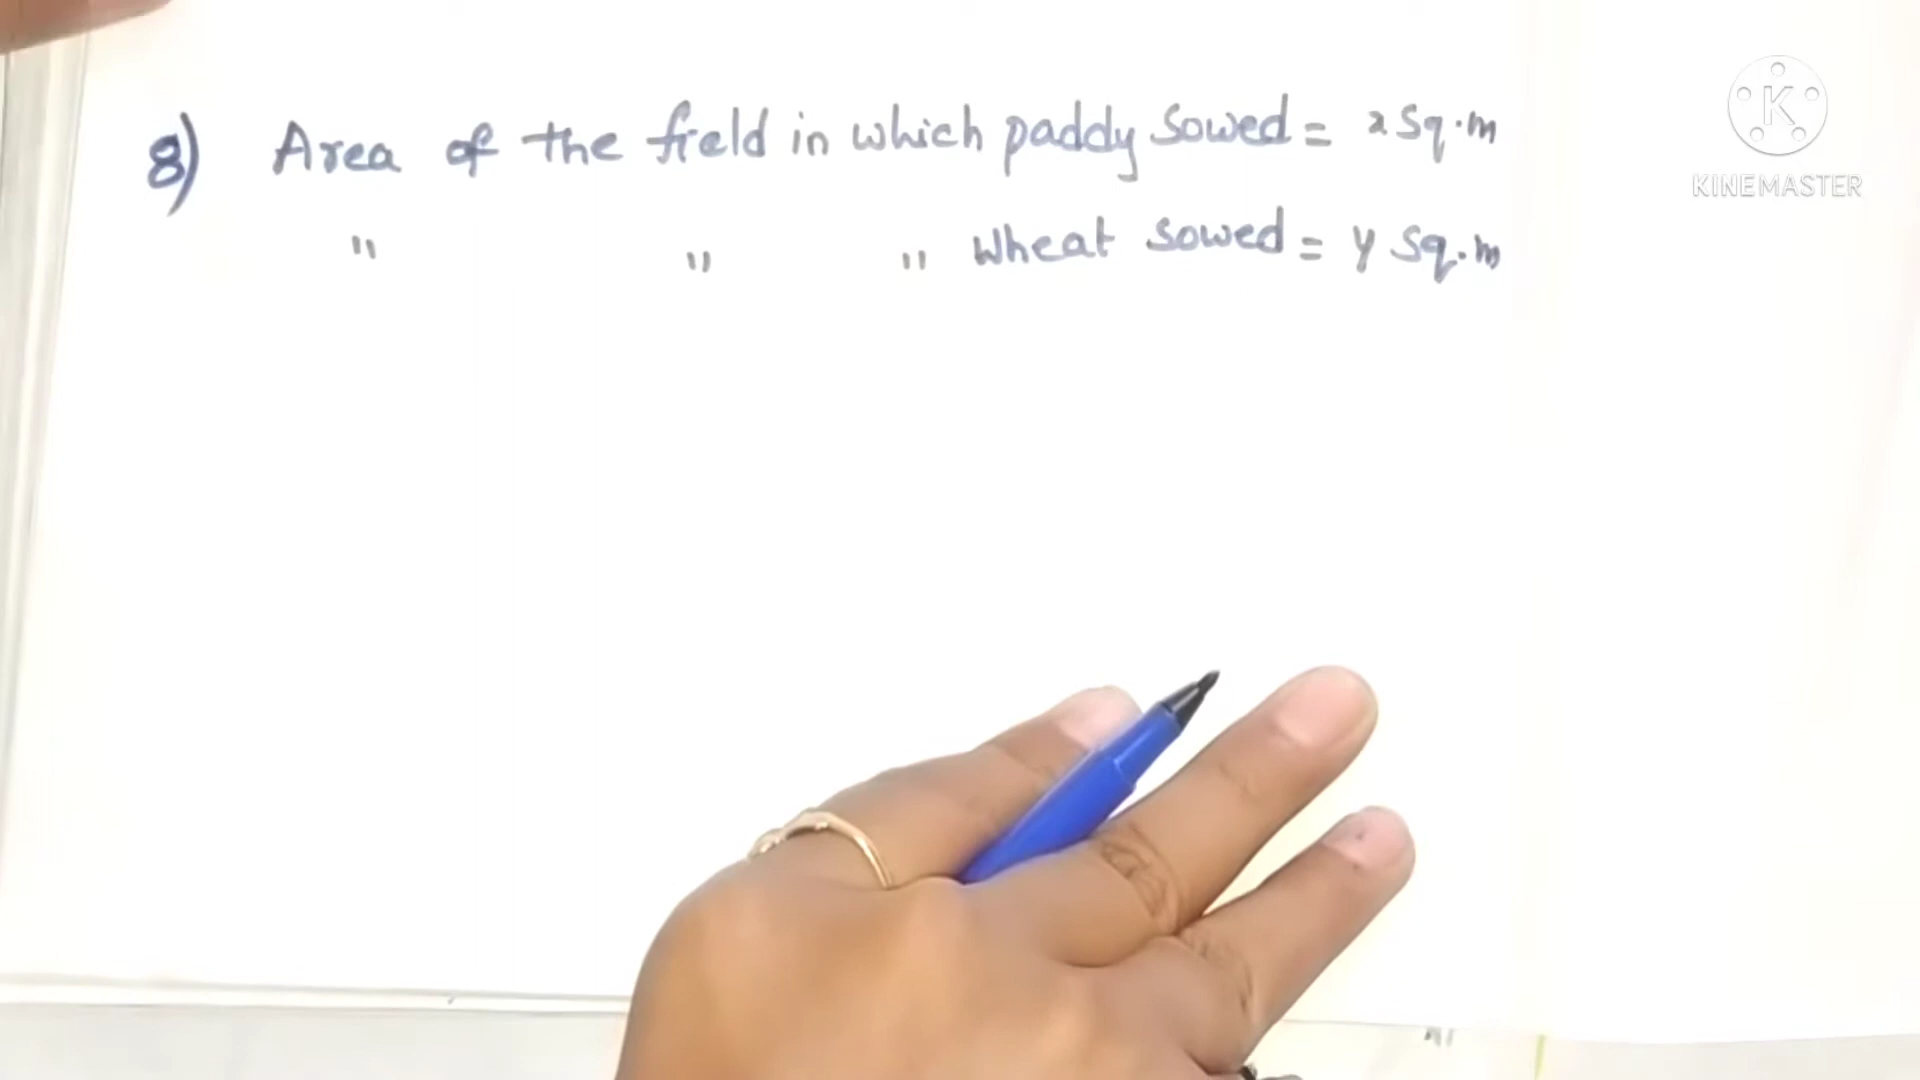 8) Area of the field in which paddy sowed = x sq.m
" " " Wheat sowed = y sq.m
K
KINEMASTER